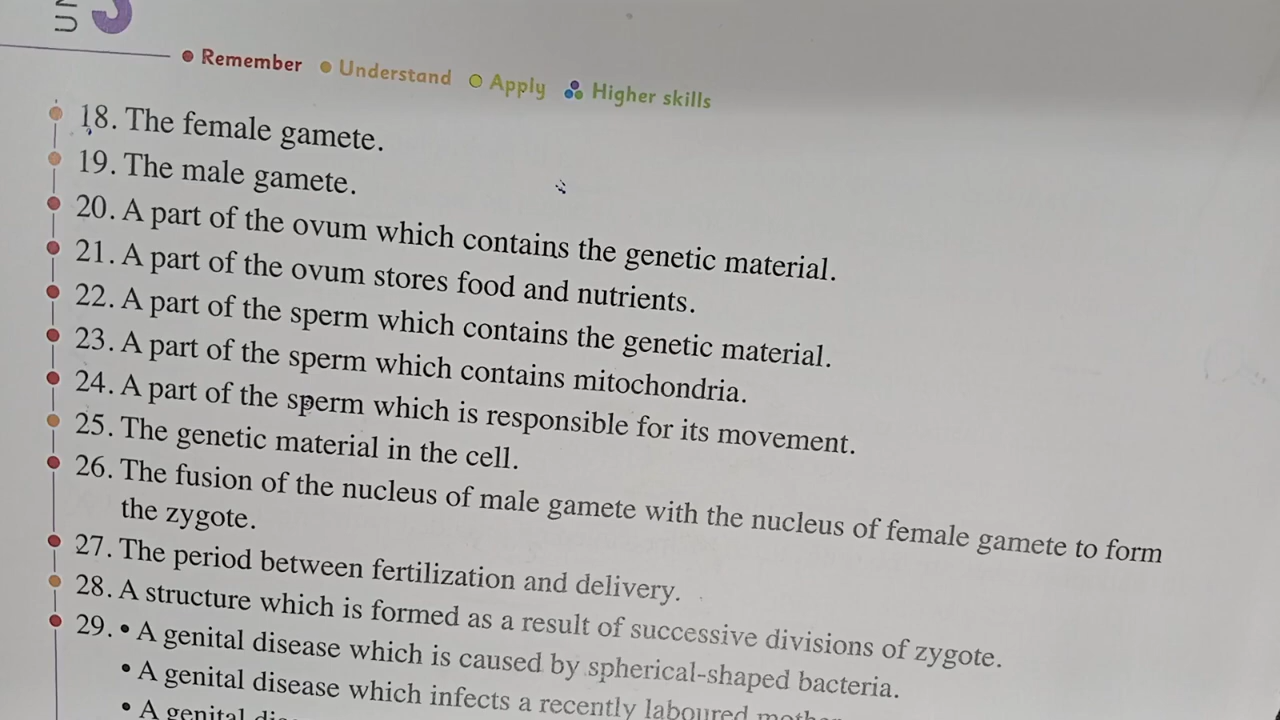 Remember Understand Apply Higher skills
18. The female gamete.
19. The male gamete.
20. A part of the ovum which contains the genetic material.
21. A part of the ovum stores food and nutrients.
22. A part of the sperm which contains the genetic material.
23. A part of the sperm which contains mitochondria.
24. A part of the sperm which is responsible for its movement.
25. The genetic material in the cell.
26. The fusion of the nucleus of male gamete with the nucleus of female gamete to form
the zygote.
27. The period between fertilization and delivery.
28. A structure which is formed as a result of successive divisions of zygote.
29. • A genital disease which is caused by spherical-shaped bacteria.
• A genital disease which infects a recently laboured
• A genital